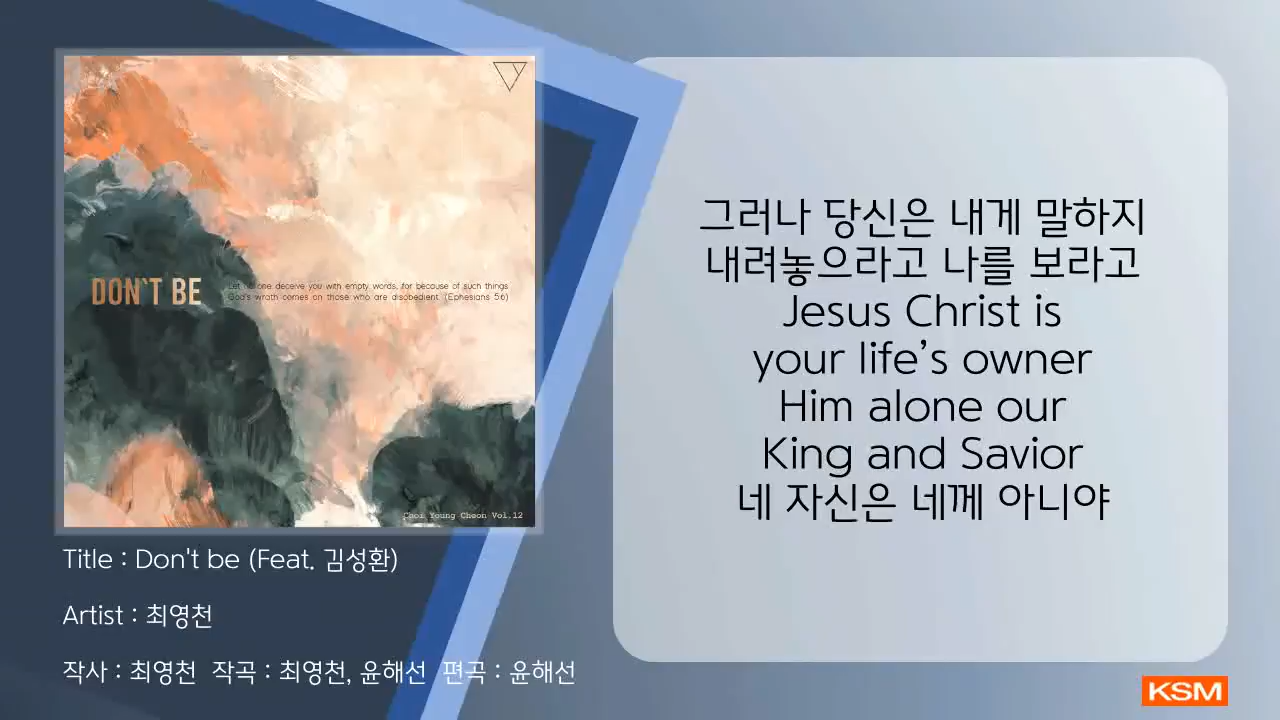 DON`T BE
Let no one deceive you with empty words, for because of such things
God's wrath comes on those who are disobedient. (Ephesians 5:6)
Choi Young Cheon Vol.12
Title : Don't be (Feat. 김성환)
Artist : 최영천
작사 : 최영천 작곡 : 최영천, 윤해선 편곡 : 윤해선
그러나 당신은 내게 말하지
내려놓으라고 나를 보라고
Jesus Christ is
your life’s owner
Him alone our
King and Savior
네 자신은 네께 아니야
KSM